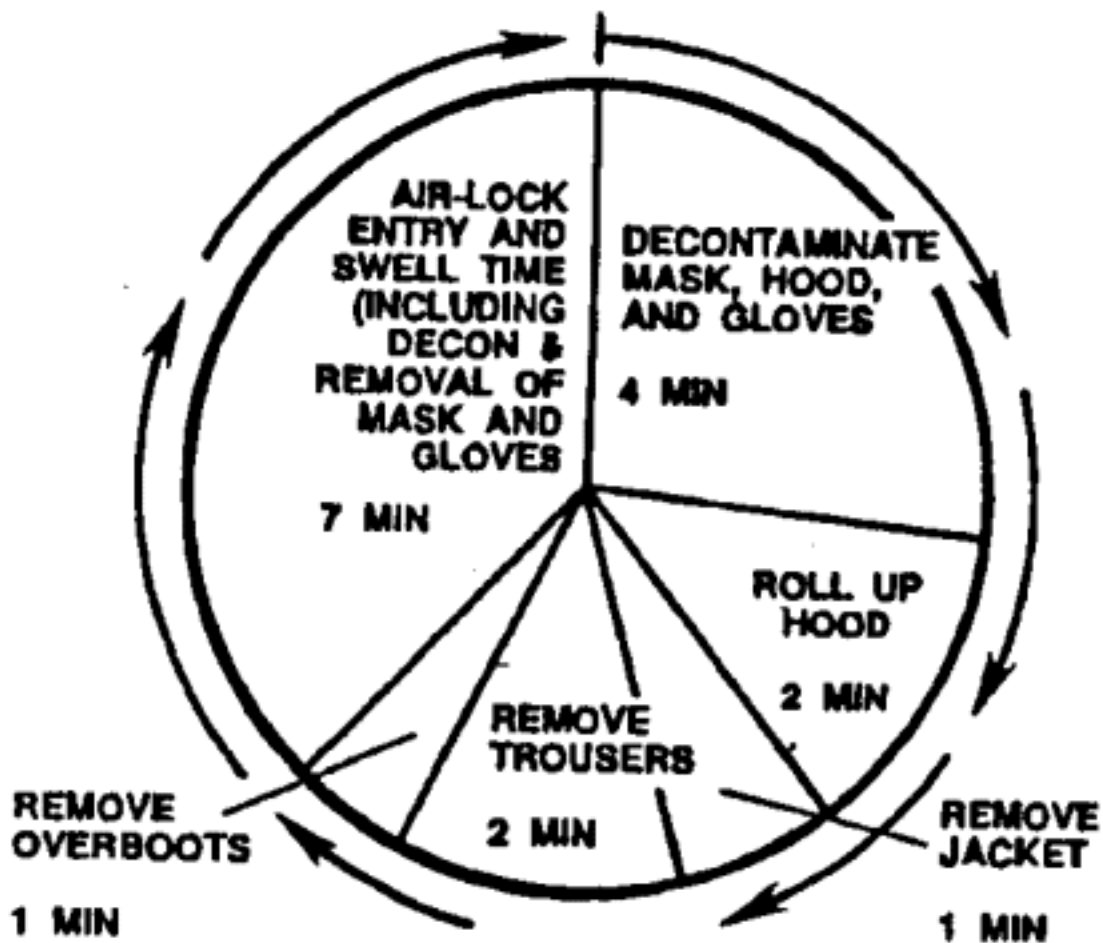 AIR-LOCK
ENTRY AND
SWELL TIME
(INCLUDING
DECON &
REMOVAL OF
MASK AND
GLOVES
7 MIN
DECONTAMINATE
MASK, HOOD,
AND GLOVES
4 MIN
ROLL UP
HOOD
2 MIN
REMOVE
TROUSERS
2 MIN
REMOVE
OVERBOOTS
1 MIN
REMOVE
JACKET
1 MIN